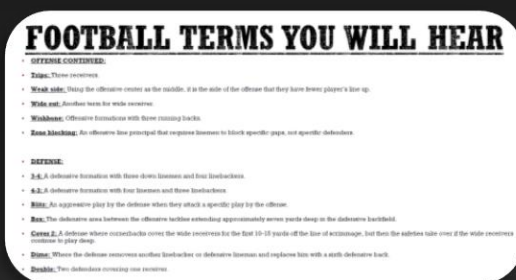 FOOTBALL TERMS YOU WILL HEAR
OFFENSE CONTINUED:
Trips: Three receivers.
Weak side: Using the offensive center as the middle, it is the side of the offense that they have fewer player's line up.
Wide out: Another term for wide receiver.
Wishbone: Offensive formations with three running backs.
Zone blocking: An offensive line principal that requires linemen to block specific gaps, not specific defenders.
DEFENSE:
3-4: A defensive formation with three down linemen and four linebackers.
4-3: A defensive formation with four linemen and three linebackers.
Blitz: An aggressive play by the defense when they attack a specific play by the offense.
Box: The defensive area between the offensive tackles extending approximately seven yards deep in the defensive backfield.
Cover 2: A defense where cornerbacks cover the wide receivers for the first 10-15 yards off the line of scrimmage, but then the safeties take over if the wide receivers
continue to play deep.
Dime: Where the defense removes another linebacker or defensive lineman and replaces him with a sixth defensive back.
Double: Two defenders covering one receiver.